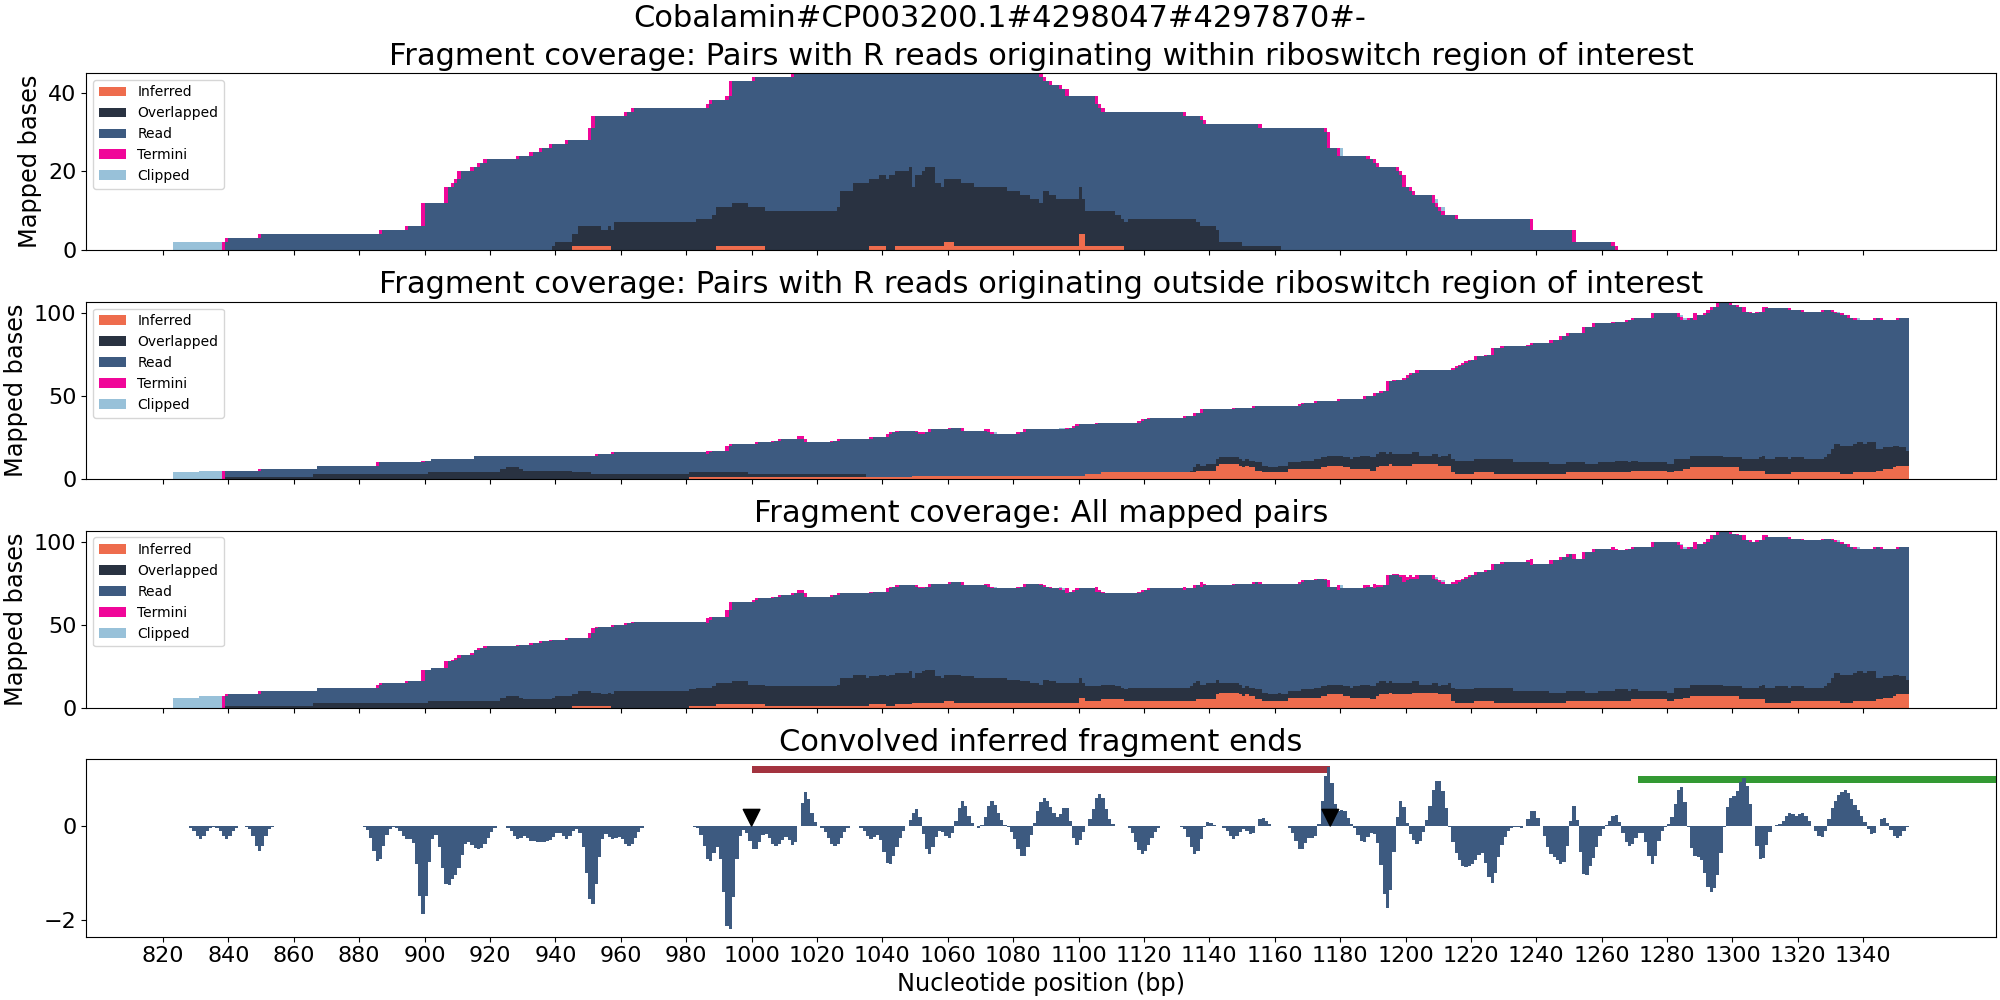 Cobalamin#CP003200.1#4298047#4297870#-
Fragment coverage: Pairs with R reads originating within riboswitch region of interest
Mapped bases
40
20
0
Inferred
Overlapped
Read
Termini
Clipped
Fragment coverage: Pairs with R reads originating outside riboswitch region of interest
Mapped bases
100
50
0
Inferred
Overlapped
Read
Termini
Clipped
Fragment coverage: All mapped pairs
Mapped bases
100
50
0
Inferred
Overlapped
Read
Termini
Clipped
Convolved inferred fragment ends
0
−2
820 840 860 880 900 920 940 960 980 1000 1020 1040 1060 1080 1100 1120 1140 1160 1180 1200 1220 1240 1260 1280 1300 1320 1340
Nucleotide position (bp)